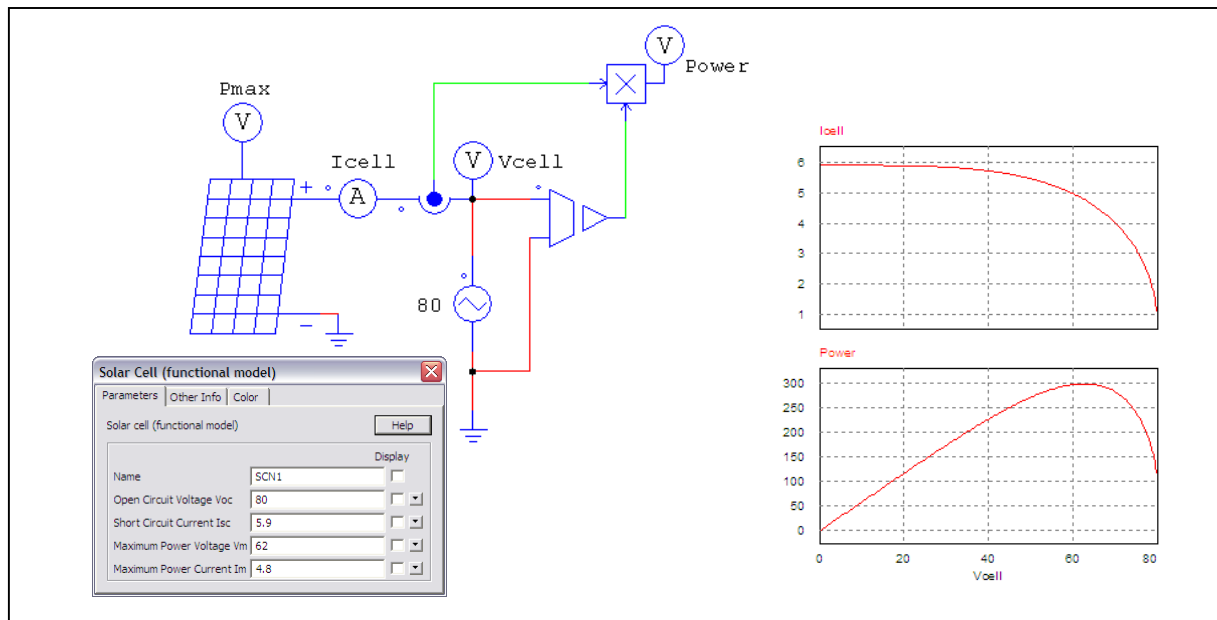 V
Power
Pmax
V
Icell
V
Vcell
+
A
80
−
Icell
6
5
4
3
2
1
Power
300
250
200
150
100
50
0
0
20
40
60
80
Vcell
Solar Cell (functional model)
Parameters
Other Info
Color
Solar cell (functional model)
Help
Display
Name
SCN1
Open Circuit Voltage Voc
80
Short Circuit Current Isc
5.9
Maximum Power Voltage Vm
62
Maximum Power Current Im
4.8